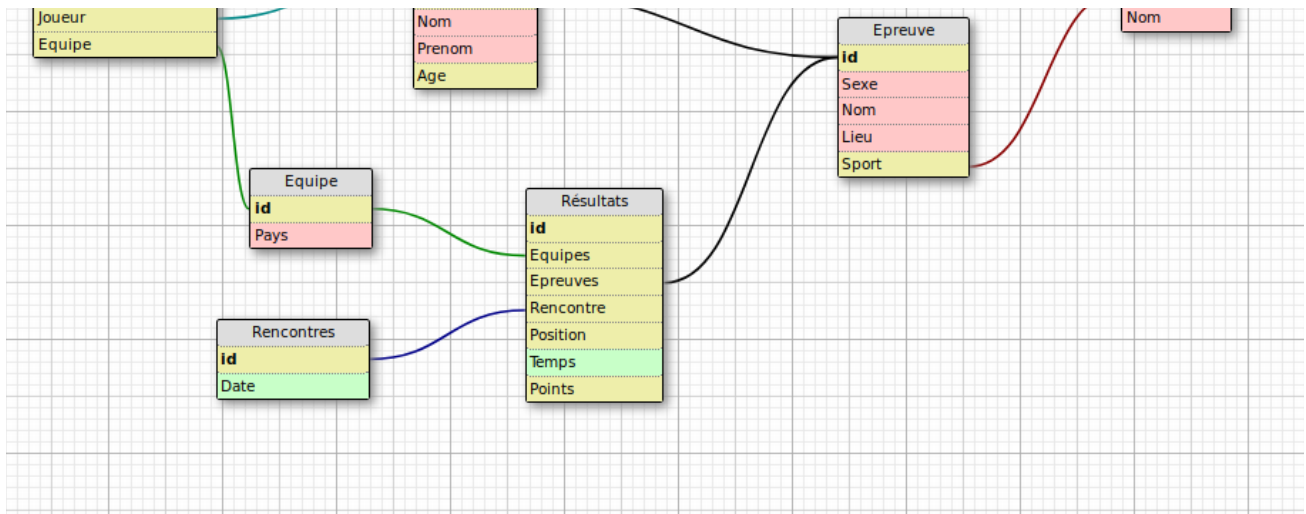 Joueur
Equipe
Nom
Prenom
Age
Epreuve
id
Sexe
Nom
Lieu
Sport
Nom
Equipe
id
Pays
Résultats
id
Equipes
Epreuves
Rencontre
Position
Temps
Points
Rencontres
id
Date